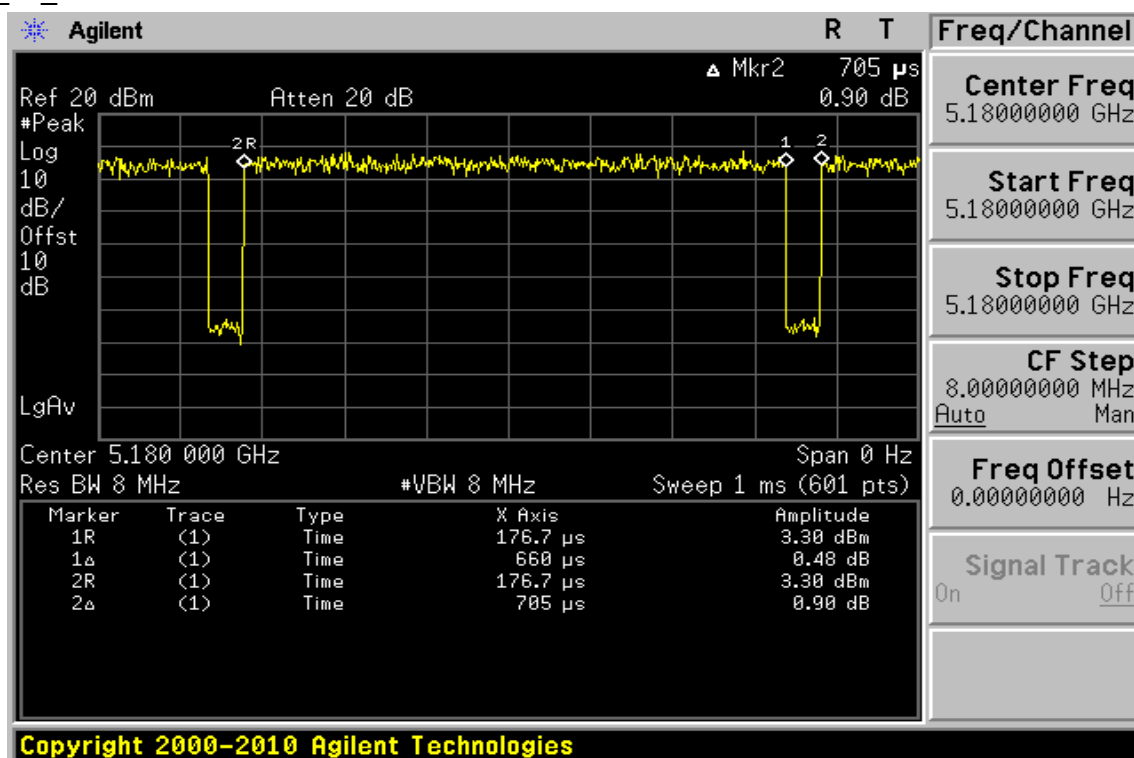 Agilent R T
Δ Mkr2 705 µs
Ref 20 dBm Atten 20 dB 0.90 dB
#Peak
Log
10
dB/
Offst
10
dB
LgAv
2R
1
2
Center 5.180 000 GHz Span 0 Hz
Res BW 8 MHz #VBW 8 MHz Sweep 1 ms (601 pts)
Marker Trace Type X Axis Amplitude
1R (1) Time 176.7 µs 3.30 dBm
1Δ (1) Time 660 µs 0.48 dB
2R (1) Time 176.7 µs 3.30 dBm
2Δ (1) Time 705 µs 0.90 dB
Copyright 2000-2010 Agilent Technologies
Freq/Channel
Center Freq
5.18000000 GHz
Start Freq
5.18000000 GHz
Stop Freq
5.18000000 GHz
CF Step
8.00000000 MHz
Auto Man
Freq Offset
0.00000000 Hz
Signal Track
On Off